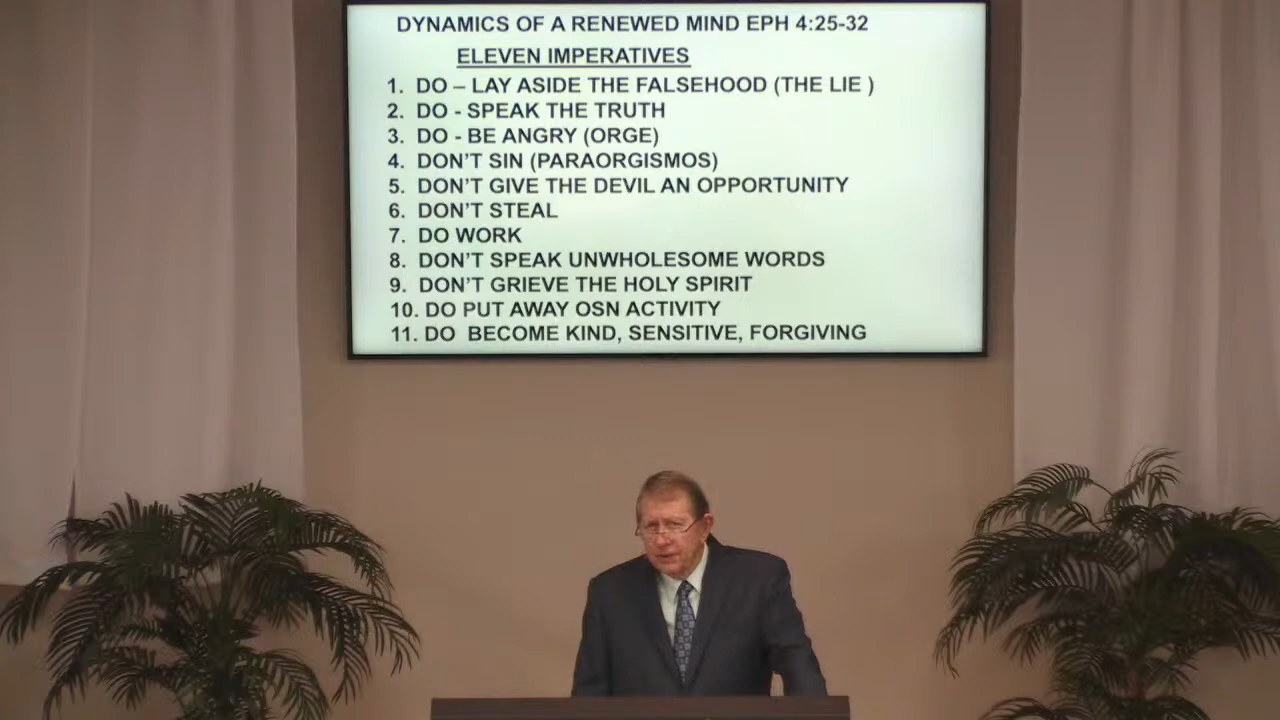 DYNAMICS OF A RENEWED MIND EPH 4:25-32
ELEVEN IMPERATIVES
1. DO – LAY ASIDE THE FALSEHOOD (THE LIE )
2. DO - SPEAK THE TRUTH
3. DO - BE ANGRY (ORGE)
4. DON'T SIN (PARAORGISMOS)
5. DON'T GIVE THE DEVIL AN OPPORTUNITY
6. DON'T STEAL
7. DO WORK
8. DON'T SPEAK UNWHOLESOME WORDS
9. DON'T GRIEVE THE HOLY SPIRIT
10. DO PUT AWAY OSN ACTIVITY
11. DO BECOME KIND, SENSITIVE, FORGIVING